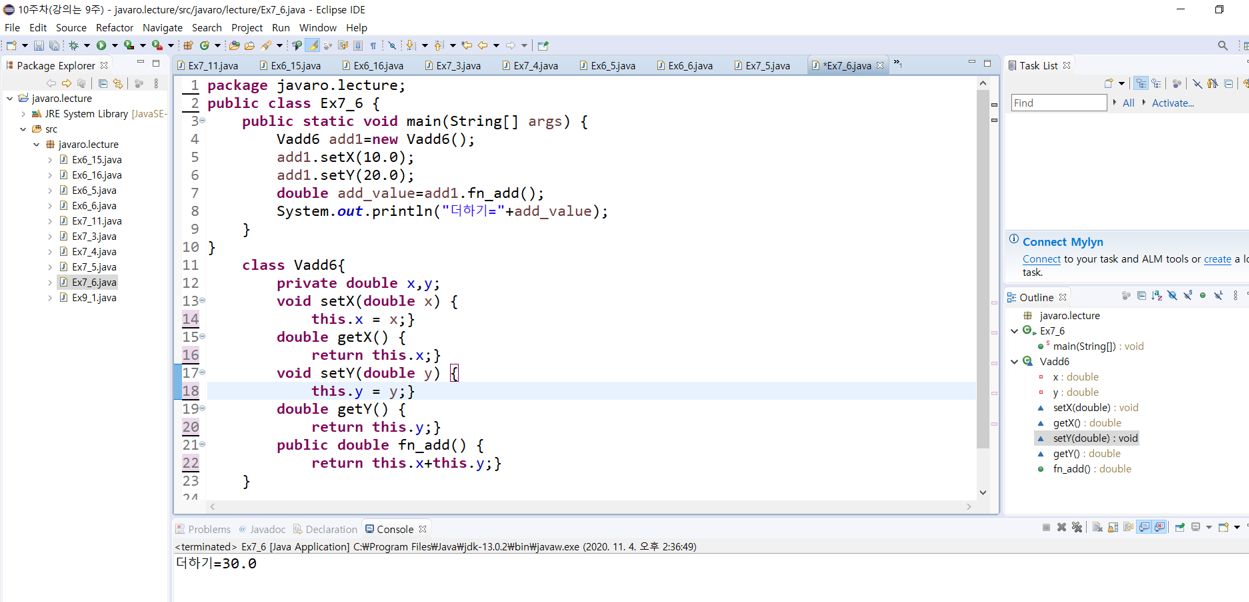 10주차(강의는 9주) - javaro.lecture/src/javaro/lecture/Ex7_6.java - Eclipse IDE
File Edit Source Refactor Navigate Search Project Run Window Help
Package Explorer
javaro.lecture
JRE System Library [JavaSE-
src
javaro.lecture
Ex6_15.java
Ex6_16.java
Ex6_5.java
Ex6_6.java
Ex7_11.java
Ex7_3.java
Ex7_4.java
Ex7_5.java
Ex7_6.java
Ex9_1.java
Ex7_11.java Ex6_15.java Ex6_16.java Ex7_3.java Ex7_4.java Ex6_5.java Ex6_6.java Ex7_5.java *Ex7_6.java
1 package javaro.lecture;
2 public class Ex7_6 {
3 public static void main(String[] args) {
4 Vadd6 add1=new Vadd6();
5 add1.setX(10.0);
6 add1.setY(20.0);
7 double add_value=add1.fn_add();
8 System.out.println("더하기="+add_value);
9 }
10 }
11 class Vadd6{
12 private double x,y;
13 void setX(double x) {
14 this.x = x;}
15 double getX() {
16 return this.x;}
17 void setY(double y) {
18 this.y = y;}
19 double getY() {
20 return this.y;}
21 public double fn_add() {
22 return this.x+this.y;}
23 }
24
Task List
Find All Activate...
Connect Mylyn
Connect to your task and ALM tools or create a lo
task.
Outline
javaro.lecture
Ex7_6
main(String[]) : void
Vadd6
x : double
y : double
setX(double) : void
getX() : double
setY(double) : void
getY() : double
fn_add() : double
Problems Javadoc Declaration Console
<terminated> Ex7_6 [Java Application] C:₩Program Files₩Java₩jdk-13.0.2₩bin₩javaw.exe (2020. 11. 4. 오후 2:36:49)
더하기=30.0